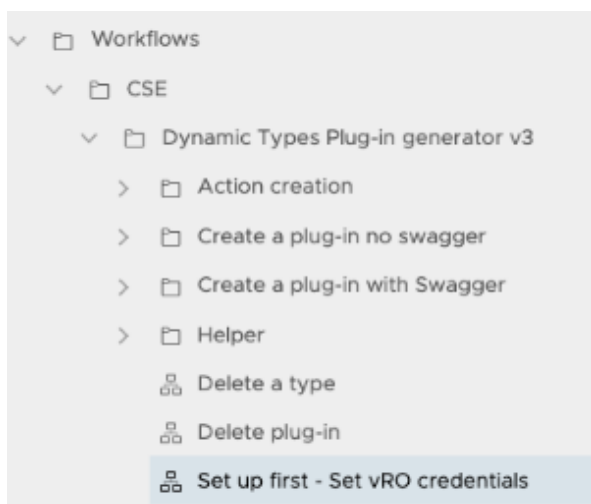 Workflows
CSE
Dynamic Types Plug-in generator v3
Action creation
Create a plug-in no swagger
Create a plug-in with Swagger
Helper
Delete a type
Delete plug-in
Set up first - Set vRO credentials